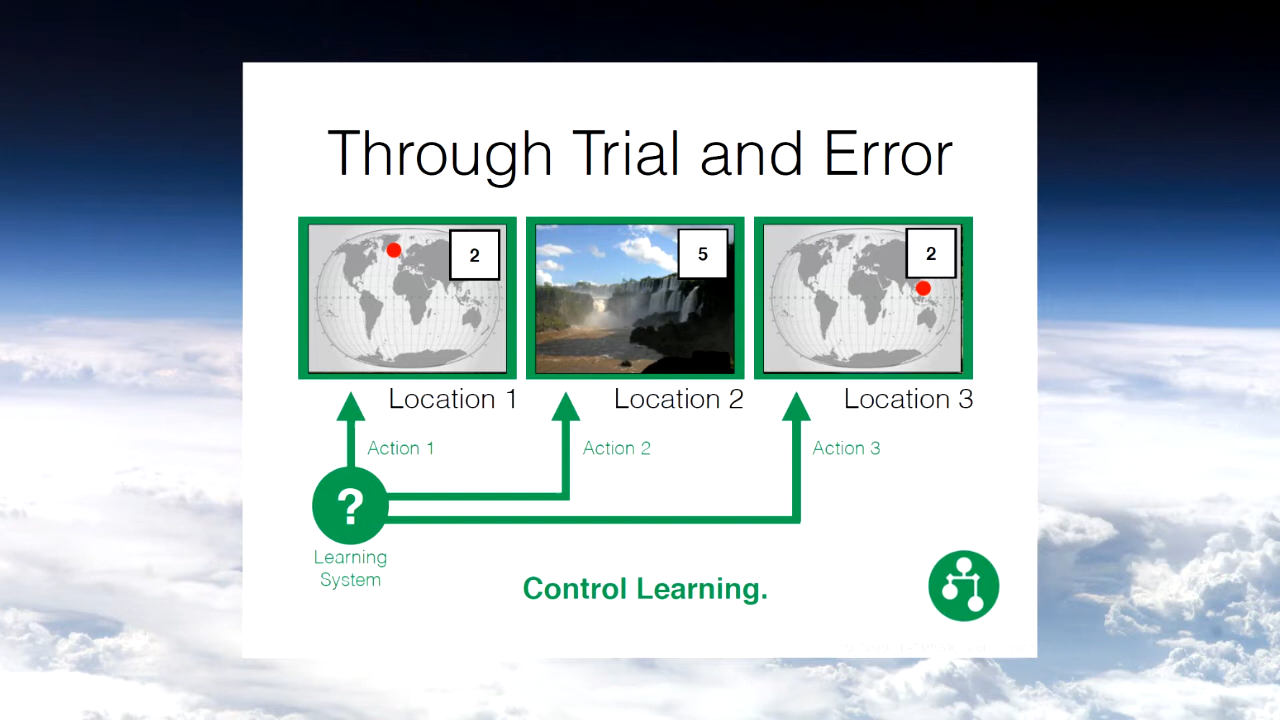 Through Trial and Error
2
5
2
Location 1
Location 2
Location 3
Action 1
Action 2
Action 3
?
Learning
System
Control Learning.